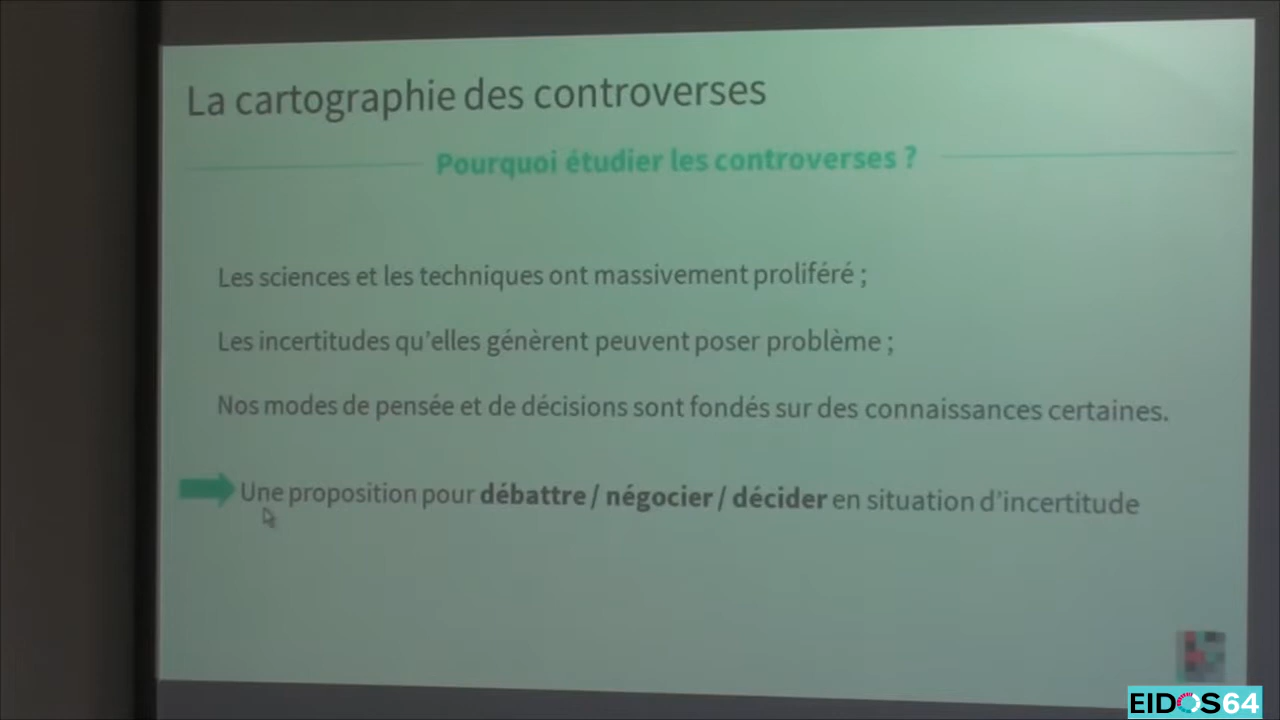 La cartographie des controverses
Pourquoi étudier les controverses ?
Les sciences et les techniques ont massivement proliféré ;
Les incertitudes qu'elles génèrent peuvent poser problème ;
Nos modes de pensée et de décisions sont fondés sur des connaissances certaines.
Une proposition pour débattre / négocier / décider en situation d'incertitude
EIDOS64